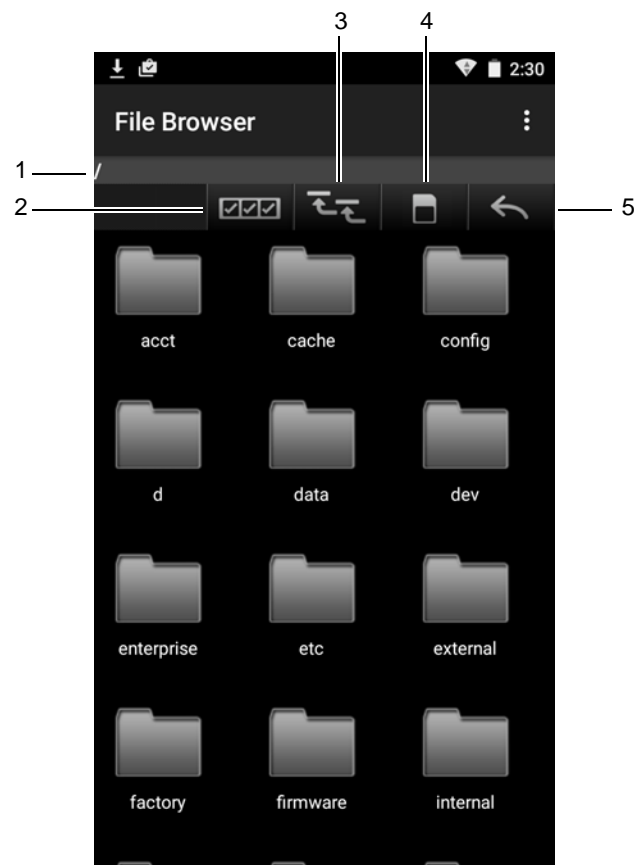 3 4
2:30
File Browser
1
/
2
5
acct cache config
d data dev
enterprise etc external
factory firmware internal